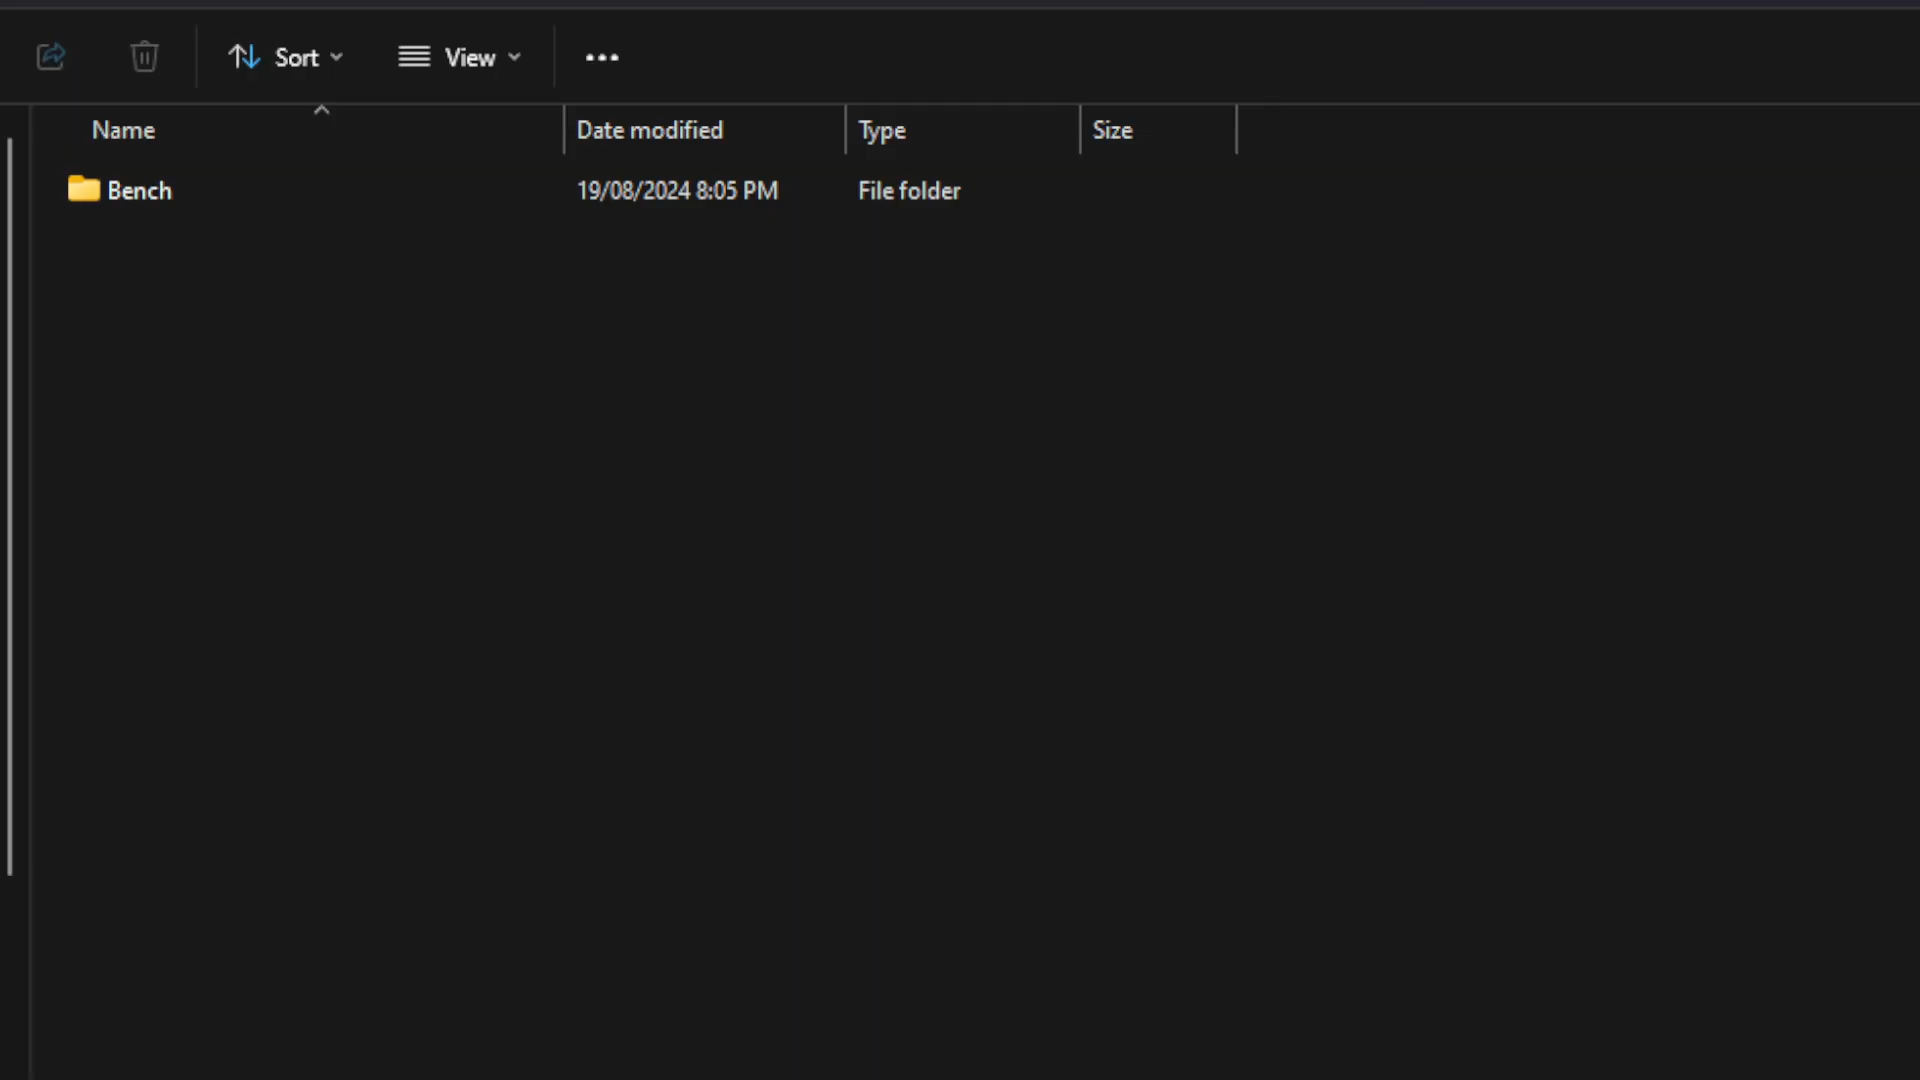 Sort View
Name Date modified Type Size
Bench 19/08/2024 8:05 PM File folder